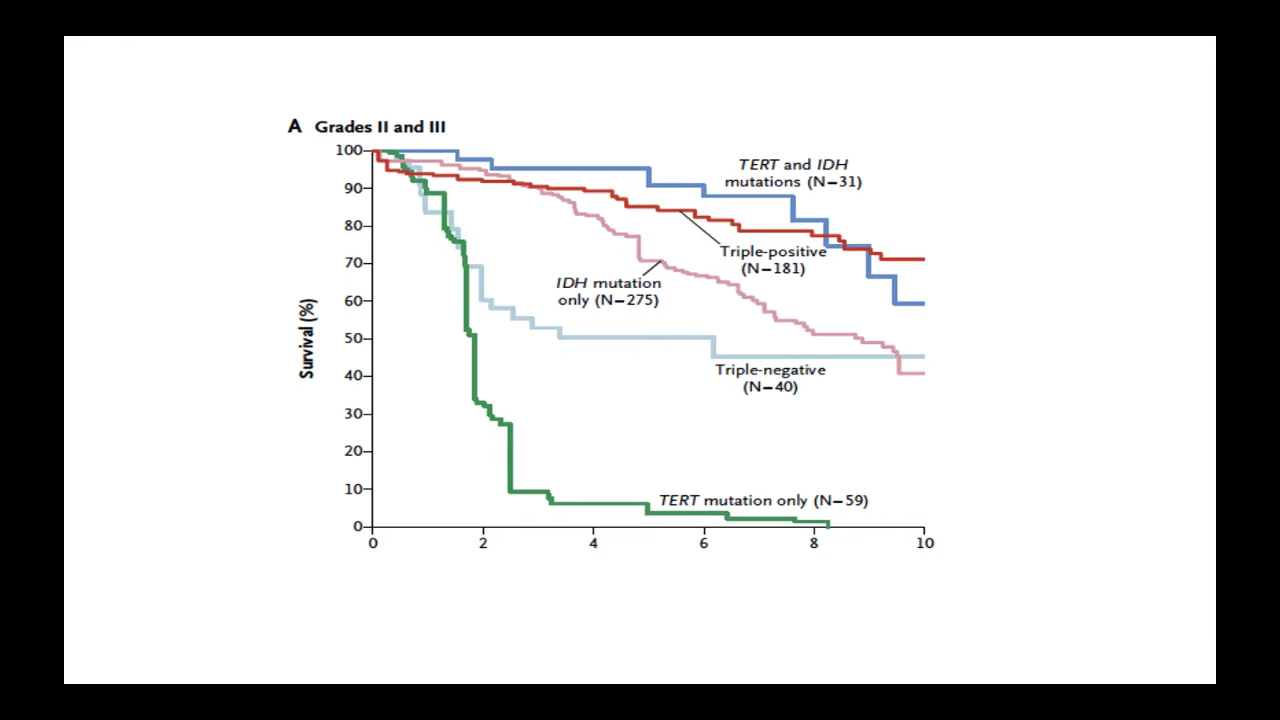 A Grades II and III
100
90
80
70
60
50
40
30
20
10
0
Survival (%)
TERT and IDH
mutations (N−31)
Triple-positive
(N−181)
IDH mutation
only (N−275)
Triple-negative
(N−40)
TERT mutation only (N−59)
0 2 4 6 8 10